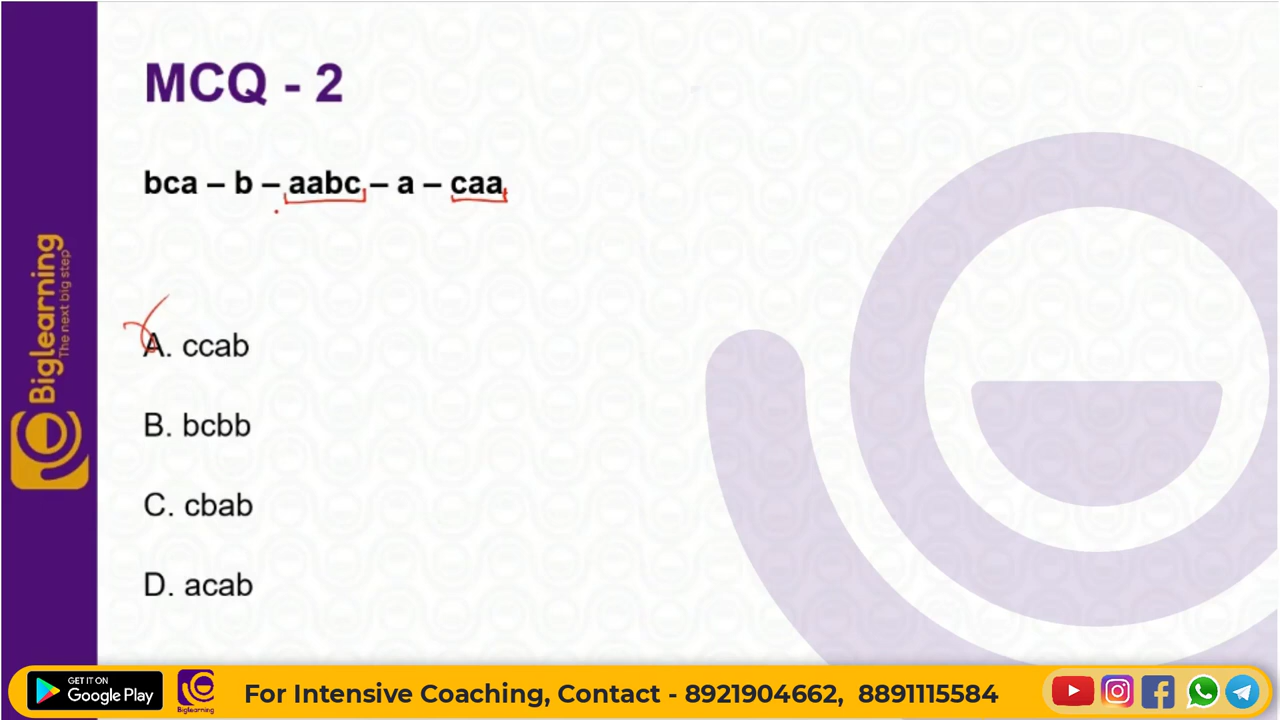 MCQ - 2
bca – b – aabc – a – caa
A. ccab
B. bcbb
C. cbab
D. acab
Biglearning
The next big step
GET IT ON
Google Play
Biglearning
For Intensive Coaching, Contact - 8921904662, 8891115584